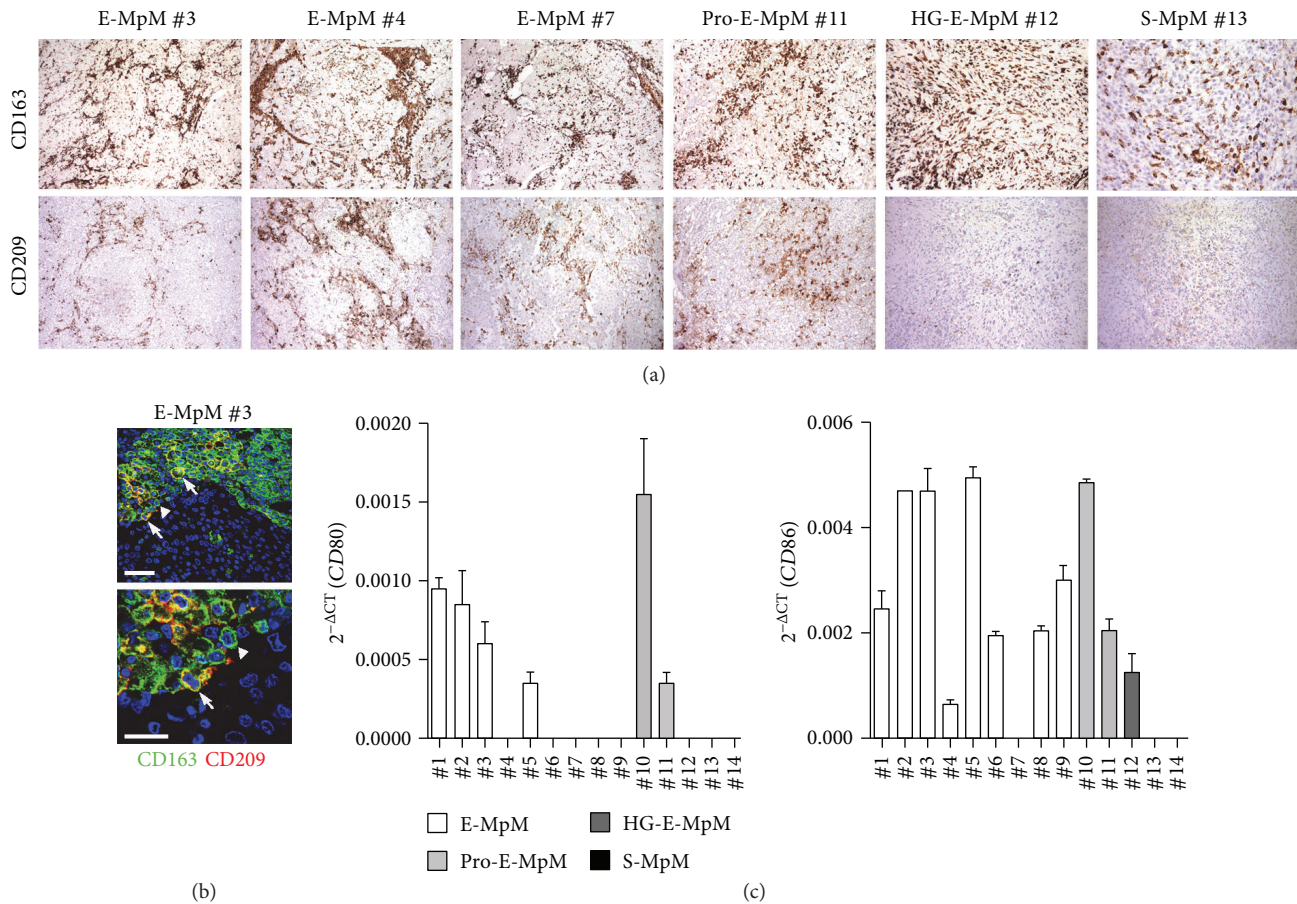 E-MpM #3 E-MpM #4 E-MpM #7 Pro-E-MpM #11 HG-E-MpM #12 S-MpM #13
CD163
CD209
(a)
E-MpM #3
CD163 CD209
(b)
2^−ΔCT (CD80)
0.0020
0.0015
0.0010
0.0005
0.0000
#1 #2 #3 #4 #5 #6 #7 #8 #9 #10 #11 #12 #13 #14
2^−ΔCT (CD86)
0.006
0.004
0.002
0.000
#1 #2 #3 #4 #5 #6 #7 #8 #9 #10 #11 #12 #13 #14
E-MpM HG-E-MpM
Pro-E-MpM S-MpM
(c)